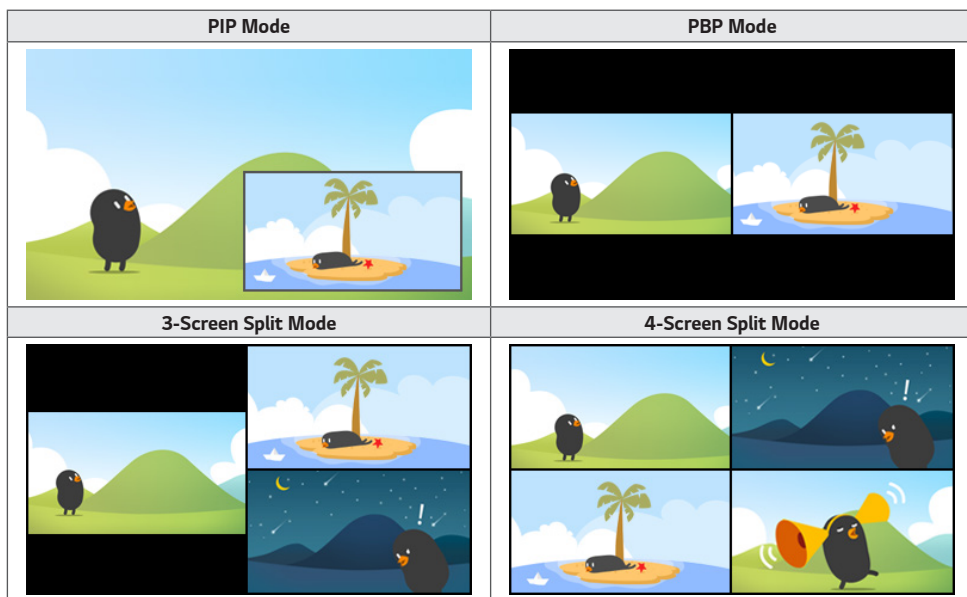 PIP Mode
PBP Mode
3-Screen Split Mode
4-Screen Split Mode